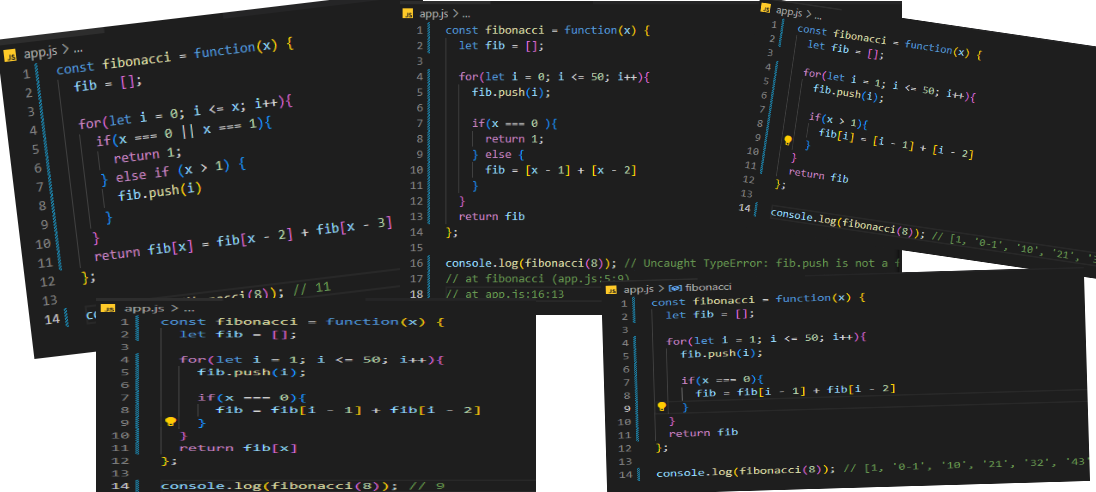 JS app.js > ...
1 const fibonacci = function(x) {
2 fib = [];
3
4 for(let i = 0; i <= x; i++){
5 if(x === 0 || x === 1){
6 return 1;
7 } else if (x > 1) {
8 fib.push(i)
9 }
10 }
11 return fib[x] = fib[x - 2] + fib[x - 3]
12 };
13
14 (8)); // 11
JS app.js > ...
1 const fibonacci = function(x) {
2 let fib = [];
3
4 for(let i = 0; i <= 50; i++){
5 fib.push(i);
6
7 if(x === 0 ){
8 return 1;
9 } else {
10 fib = [x - 1] + [x - 2]
11 }
12 }
13 return fib
14 };
15
16 console.log(fibonacci(8)); // Uncaught TypeError: fib.push is not a f
17 // at fibonacci (app.js:5:9)
18 // at app.js:16:13
JS app.js > ...
1 const fibonacci = function(x) {
2 let fib = [];
3
4 for(let i = 1; i <= 50; i++){
5 fib.push(i);
6
7 if(x > 1){
8 fib[i] = [i - 1] + [i - 2]
9 }
10 }
11 return fib
12 };
13
14 console.log(fibonacci(8)); // [1, '0-1', '10', '21',
JS app.js > ...
1 const fibonacci = function(x) {
2 let fib = [];
3
4 for(let i = 1; i <= 50; i++){
5 fib.push(i);
6
7 if(x === 0){
8 fib = fib[i - 1] + fib[i - 2]
9 }
10 }
11 return fib[x]
12 };
13
14 console.log(fibonacci(8)); // 9
JS app.js > fibonacci
1 const fibonacci = function(x) {
2 let fib = [];
3
4 for(let i = 1; i <= 50; i++){
5 fib.push(i);
6
7 if(x === 0){
8 fib = fib[i - 1] + fib[i - 2]
9 }
10 }
11 return fib
12 };
13
14 console.log(fibonacci(8)); // [1, '0-1', '10', '21', '32', '43'